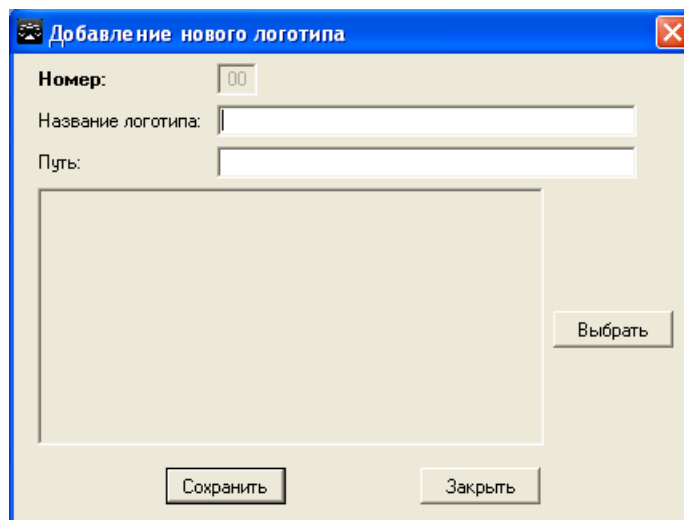 Добавление нового логотипа
Номер: 00
Название логотипа:
Путь:
Выбрать
Сохранить Закрыть